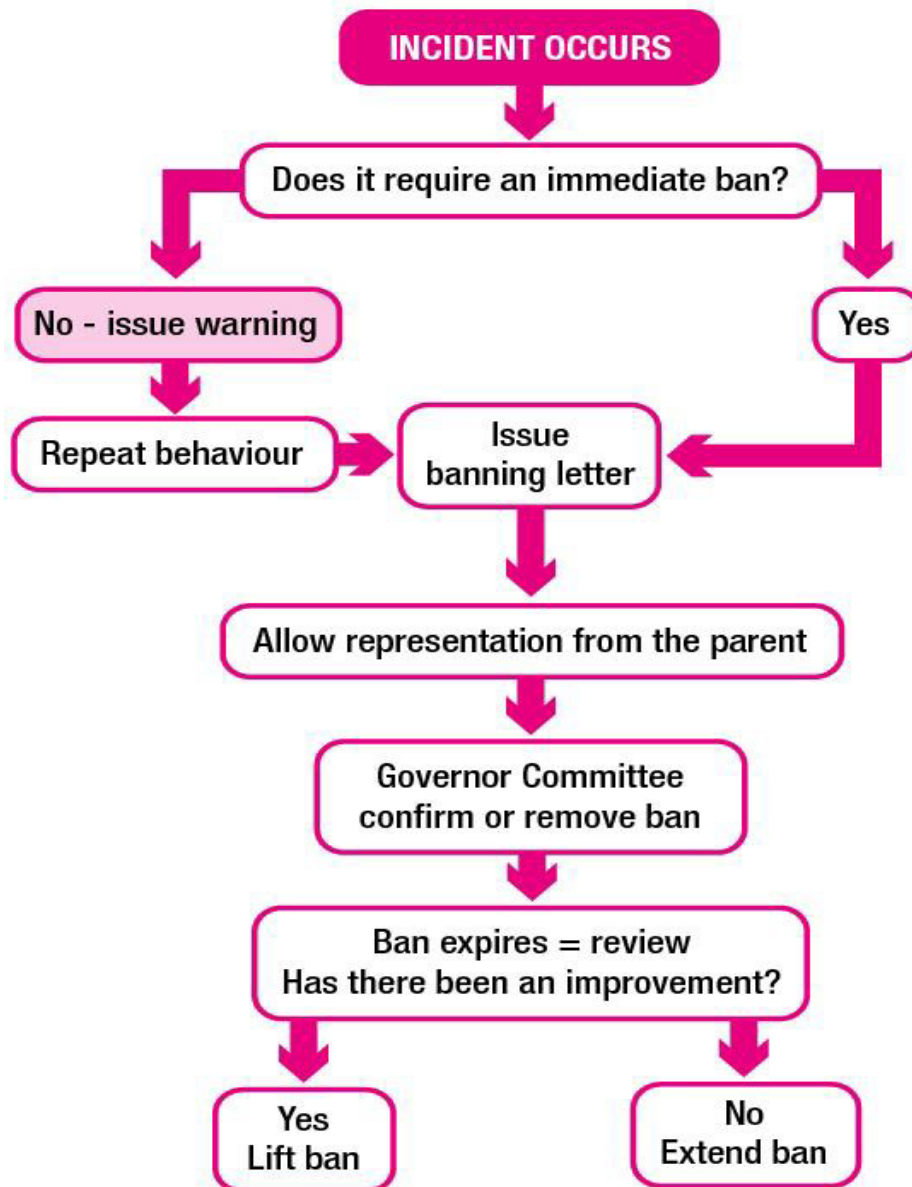 INCIDENT OCCURS
Does it require an immediate ban?
No - issue warning
Yes
Repeat behaviour
Issue
banning letter
Allow representation from the parent
Governor Committee
confirm or remove ban
Ban expires = review
Has there been an improvement?
Yes
Lift ban
No
Extend ban